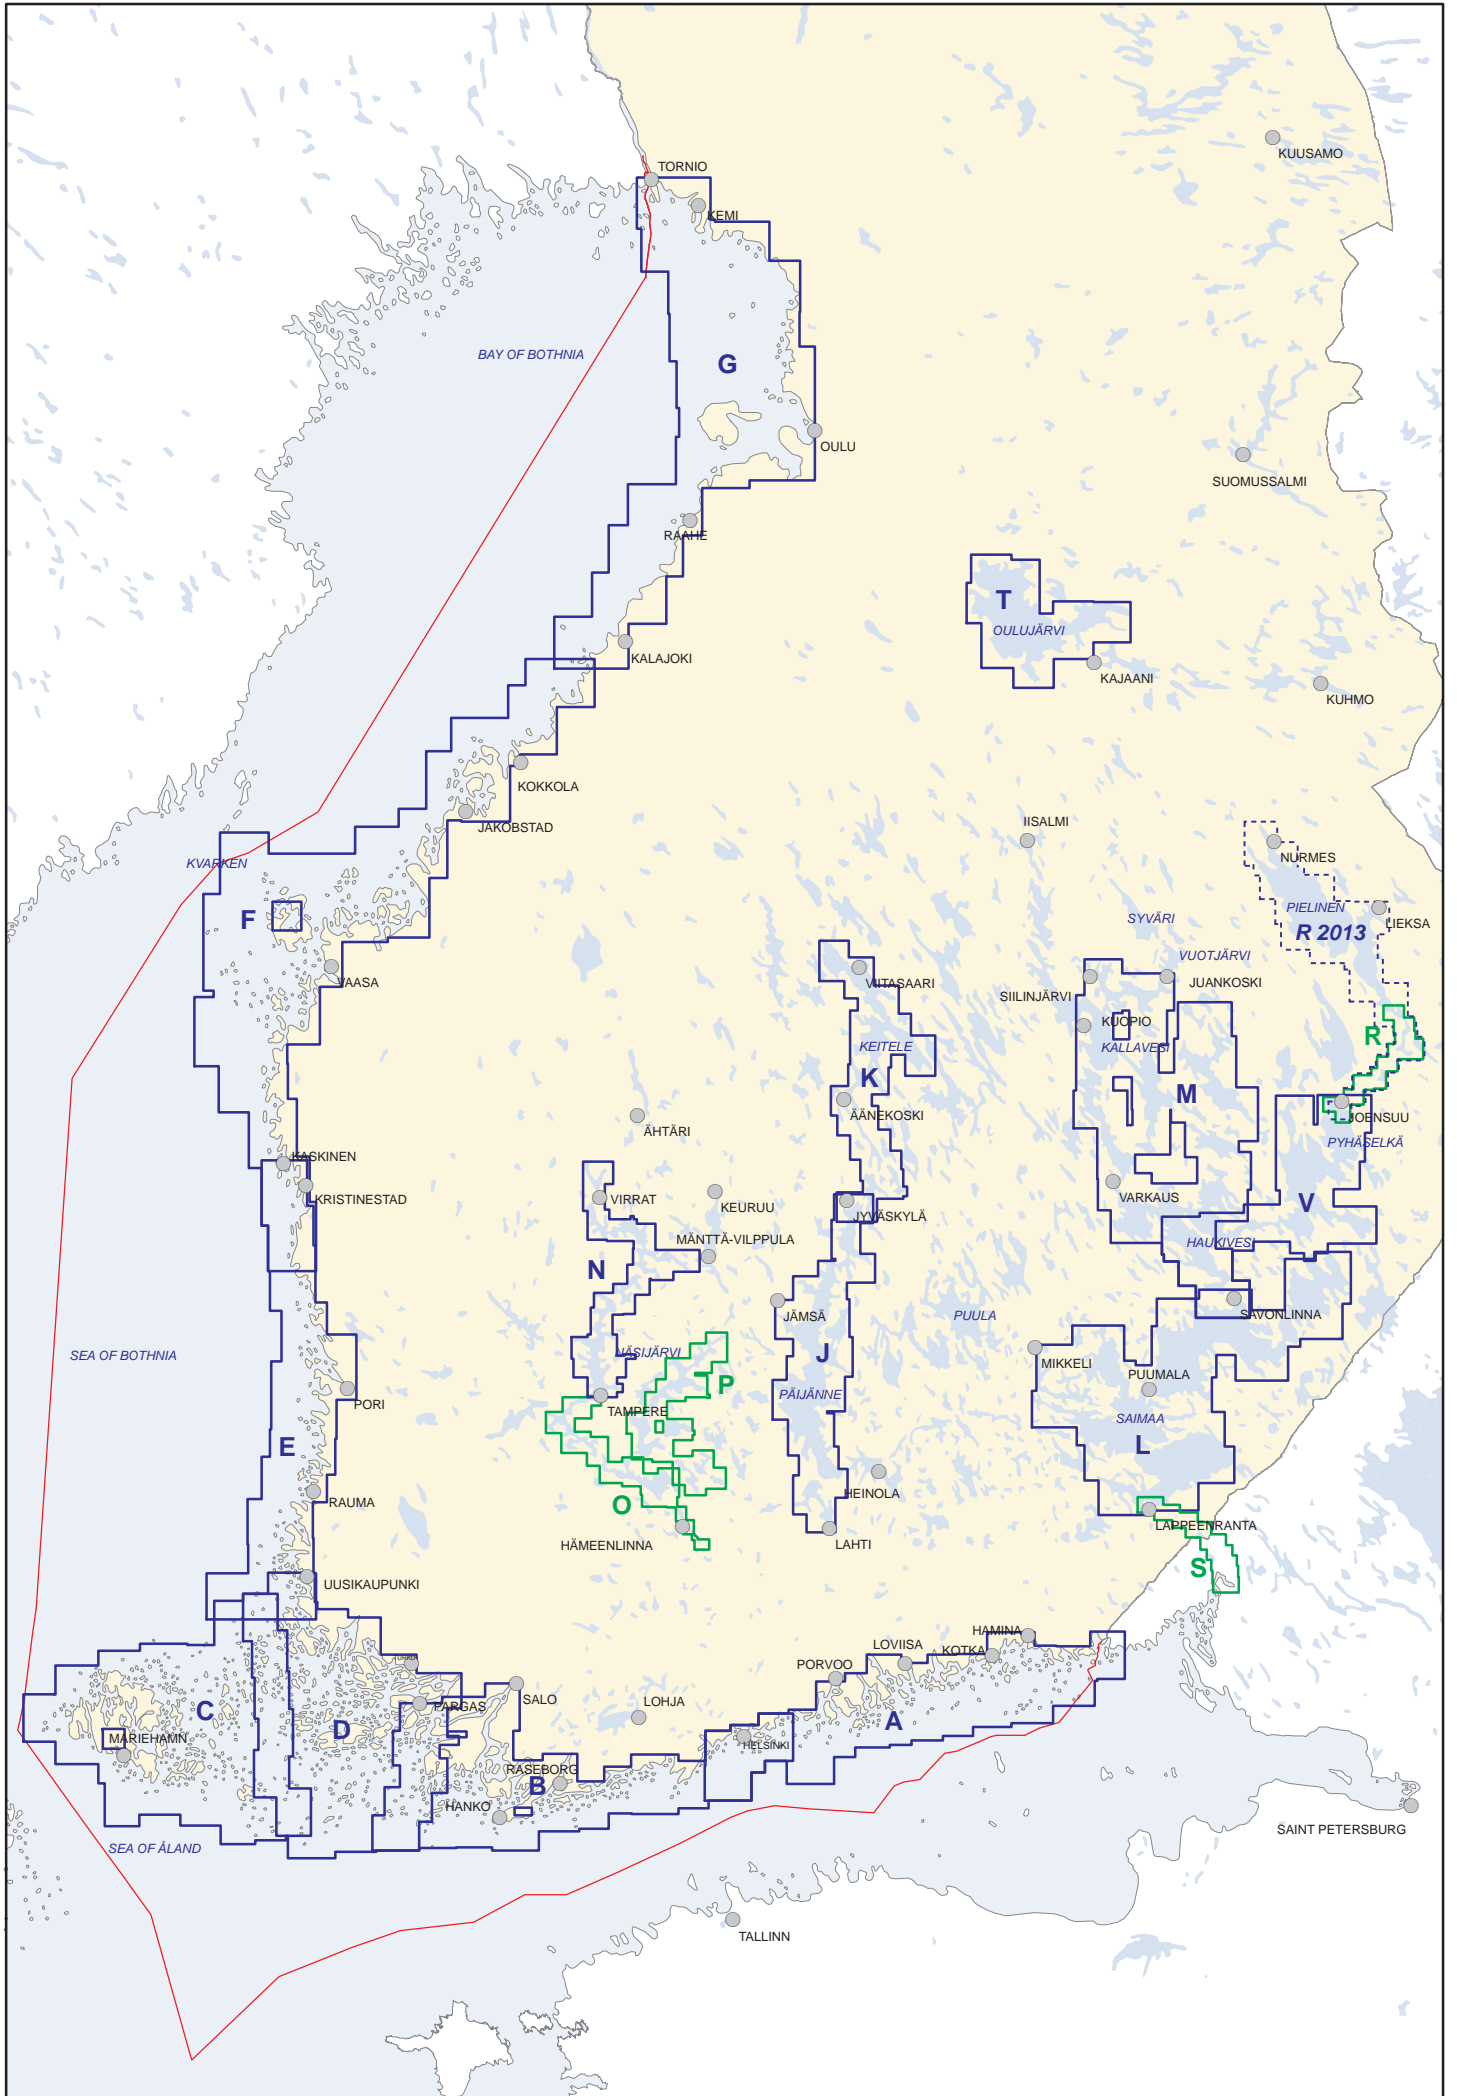 KUUSAMO
TORNIO
KEMI
BAY OF BOTHNIA
G
OULU
SUOMUSSALMI
RAAHE
T
OULUJÄRVI
KALAJOKI
KAJAANI
KUHMO
KOKKOLA
JAKOBSTAD
IISALMI
NURMES
KVARKEN
F
SYVÄRI
PIELINEN
LIEKSA
R 2013
VUOTJÄRVI
VAASA
VIITASAARI
SIILINJÄRVI
JUANKOSKI
KUOPIO
KEITELE
KALLAVESI
R
K
M
ÄÄNEKOSKI
ÄHTÄRI
JOENSUU
PYHÄSELKÄ
KASKINEN
KRISTINESTAD
VIRRAT
KEURUU
VARKAUS
V
JYVÄSKYLÄ
MÄNTTÄ-VILPPULA
HAUKIVESI
N
JÄMSÄ
PUULA
SAVONLINNA
SEA OF BOTHNIA
NÄSIJÄRVI
J
MIKKELI
P
PUUMALA
PÄIJÄNNE
PORI
TAMPERE
SAIMAA
E
L
RAUMA
O
HEINOLA
LAPPEENRANTA
HÄMEENLINNA
LAHTI
S
UUSIKAUPUNKI
HAMINA
LOVIISA
KOTKA
PORVOO
TURKU
SALO
LOHJA
PARGAS
C
D
A
MARIEHAMN
HELSINKI
RASEBORG
B
HANKO
SEA OF ÅLAND
SAINT PETERSBURG
TALLINN